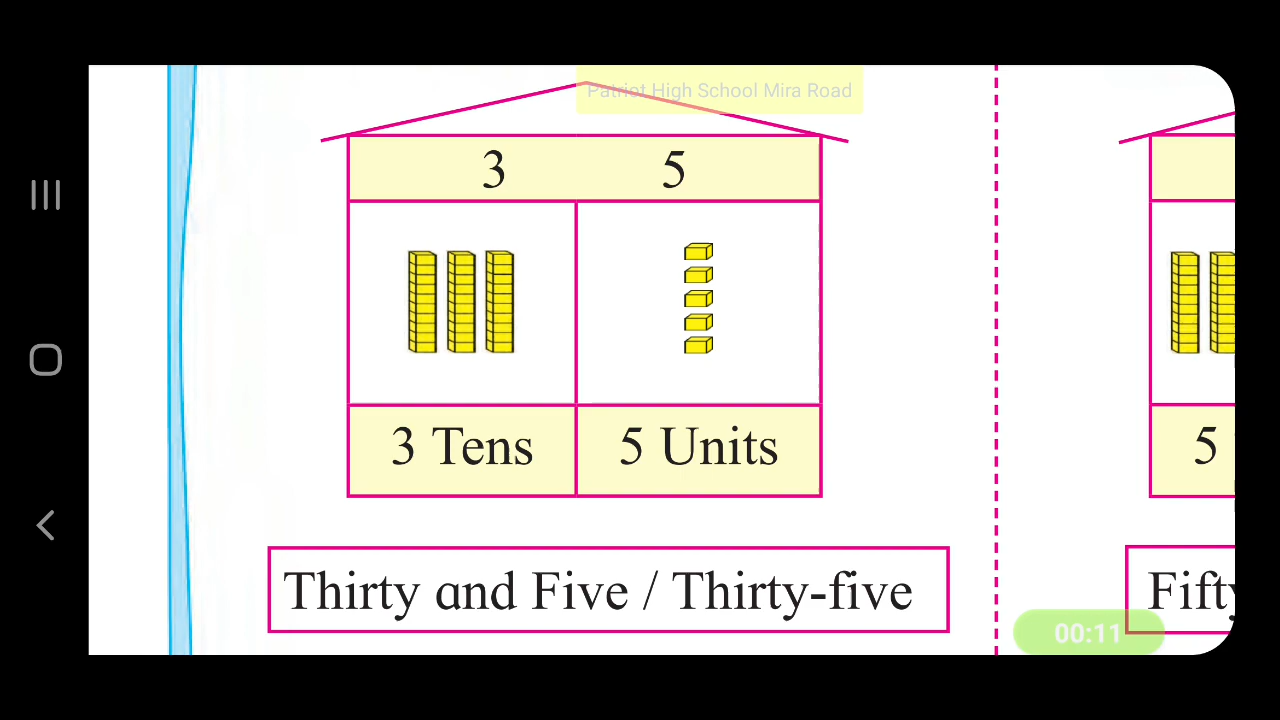 Patriot High School Mira Road
3 5
3 Tens 5 Units
5
Thirty and Five / Thirty-five
Fifty
00:11